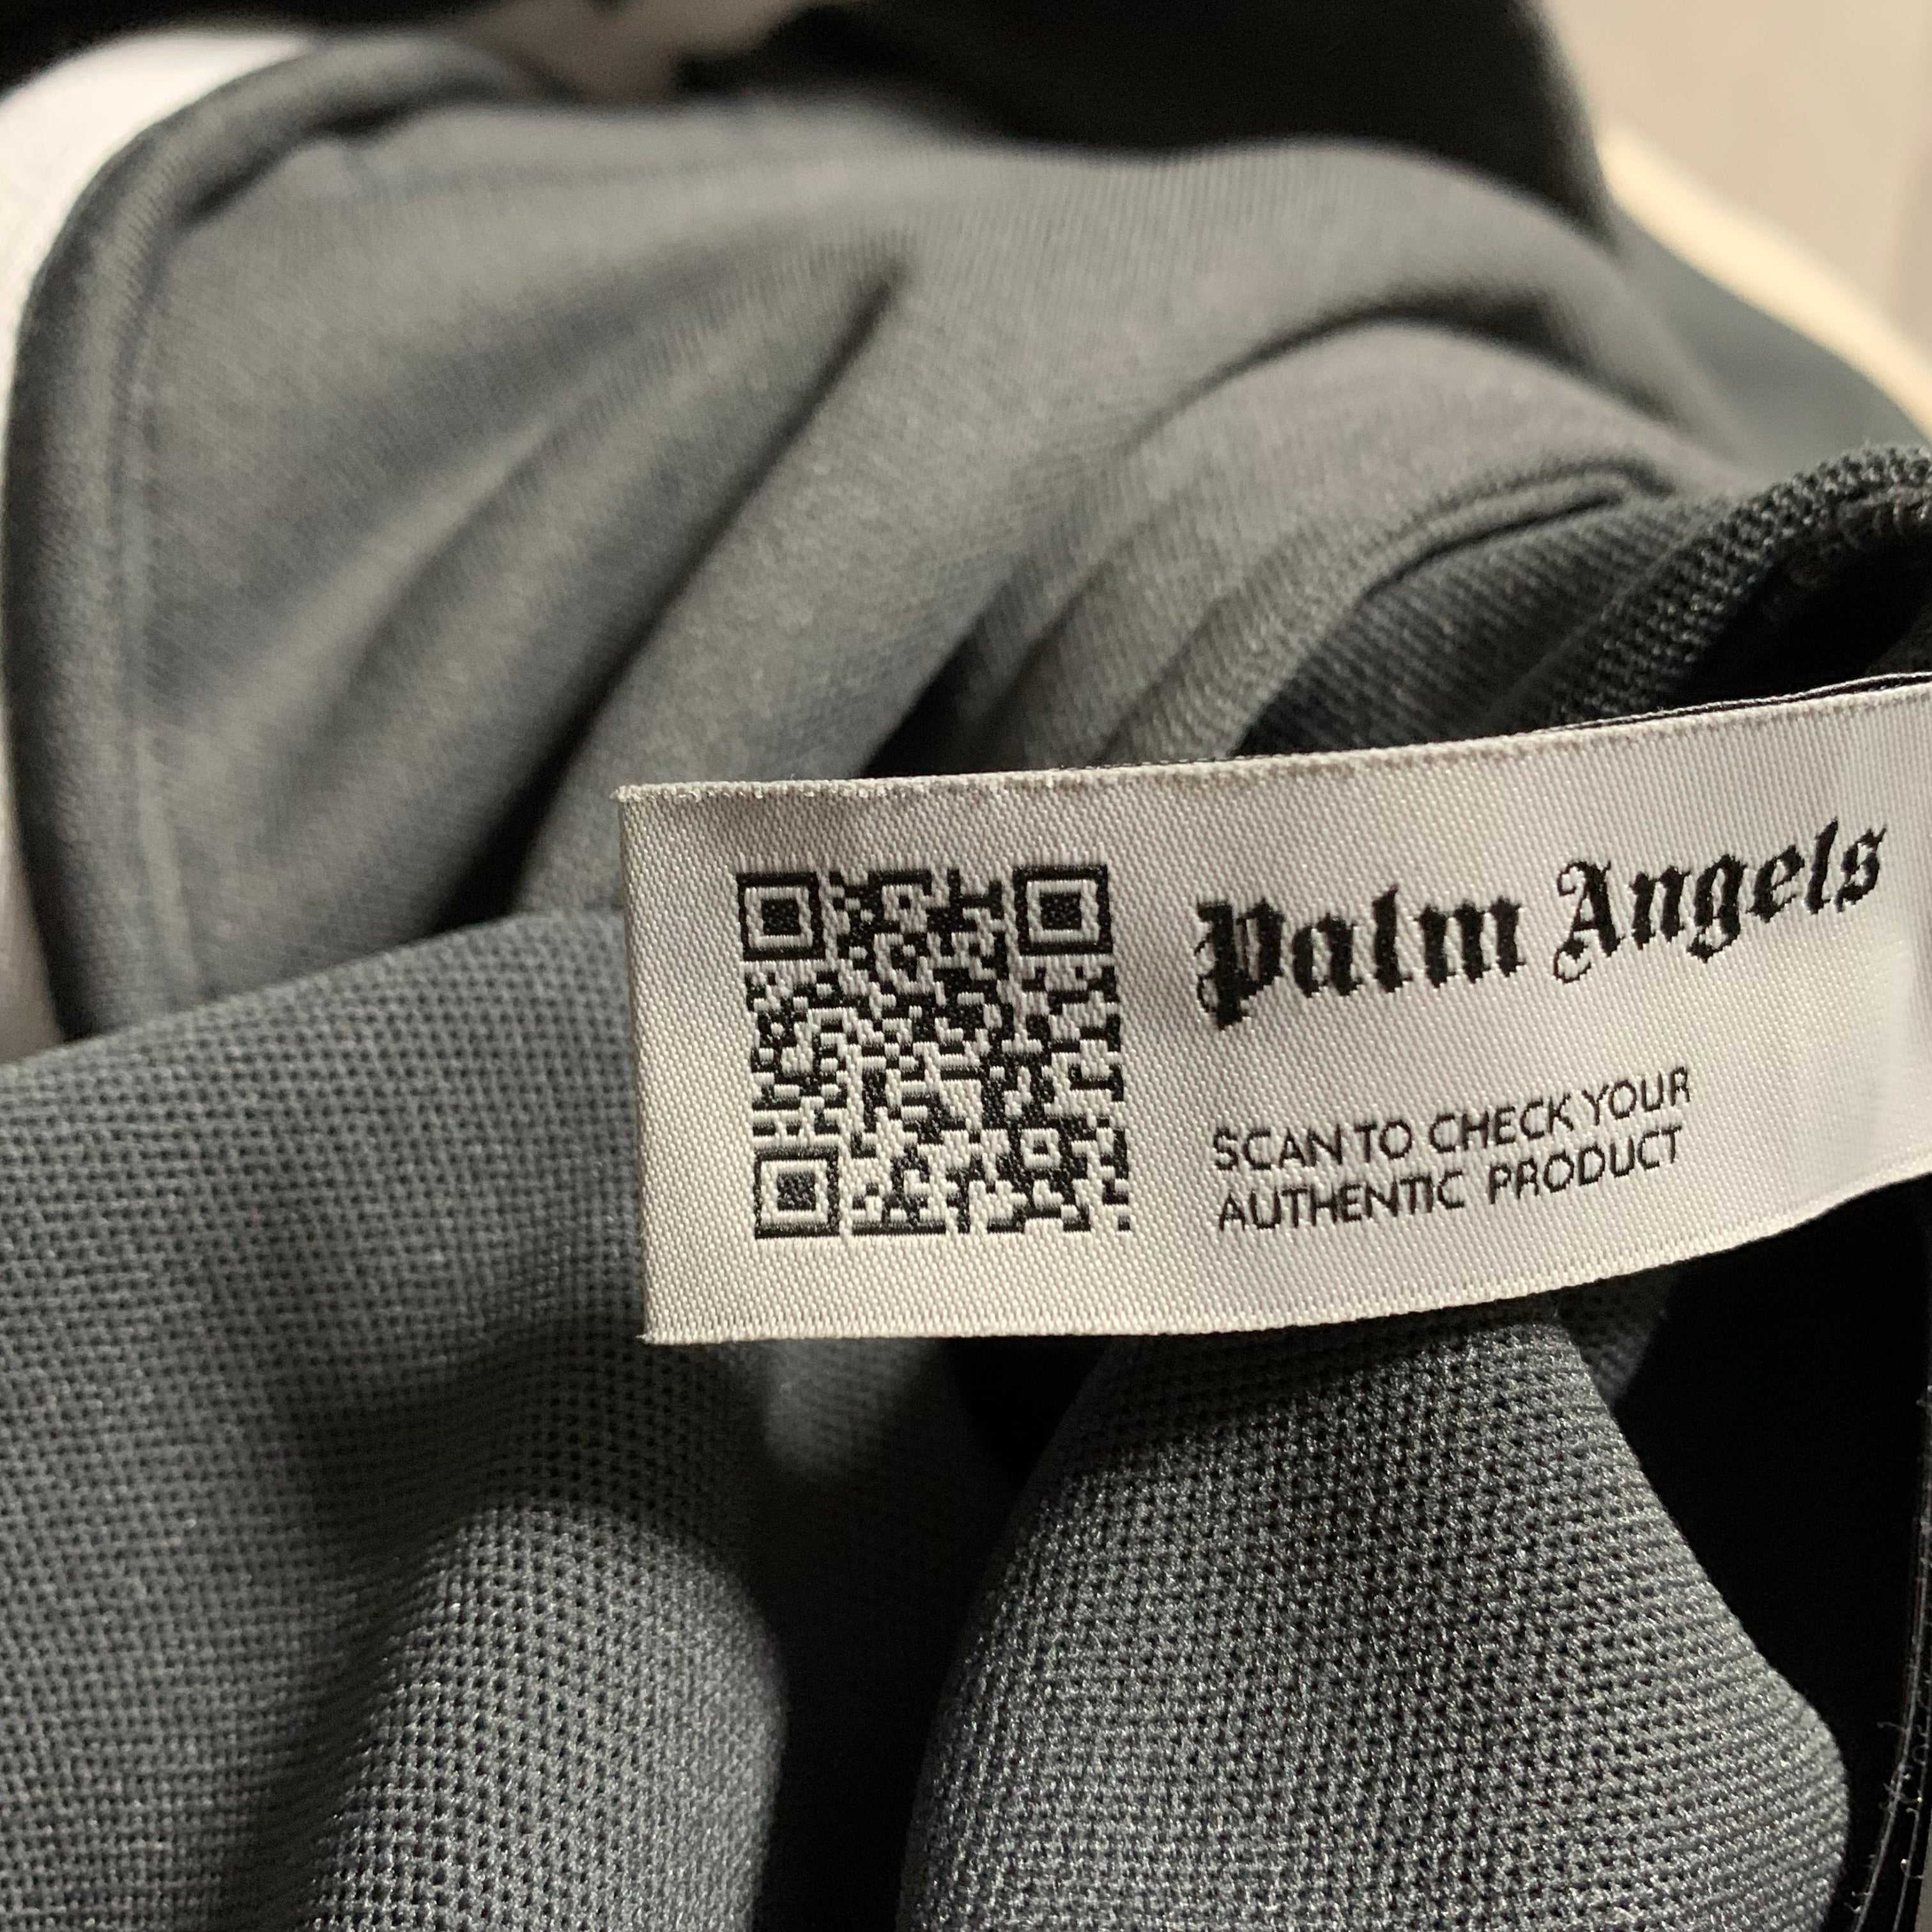 Palm Angels
SCAN TO CHECK YOUR
AUTHENTIC PRODUCT